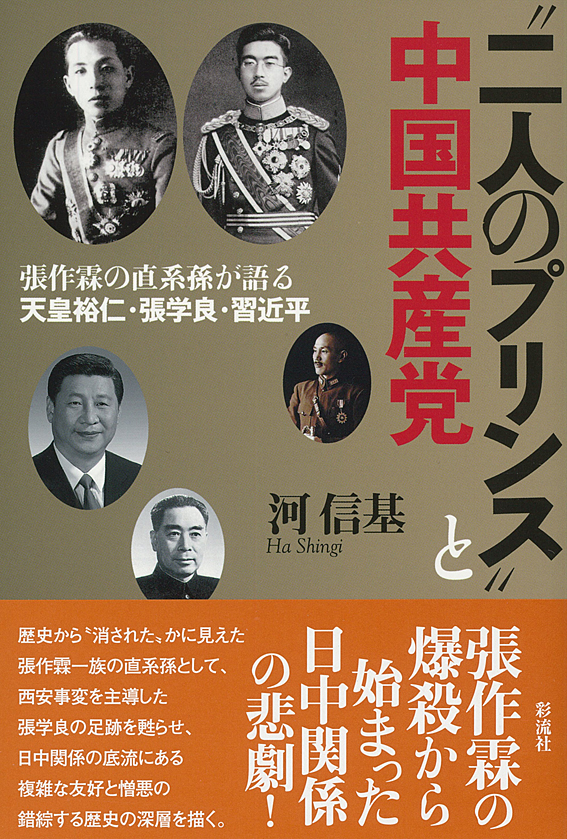 “二人のプリンス”と
中国共産党
張作霖の直系孫が語る
天皇裕仁・張学良・習近平
河 信基
Ha Shingi
張作霖の
爆殺から
始まった
日中関係
の悲劇！
彩流社
歴史から〝消された〟かに見えた
張作霖一族の直系孫として、
西安事変を主導した
張学良の足跡を甦らせ、
日中関係の底流にある
複雑な友好と憎悪の
錯綜する歴史の深層を描く。